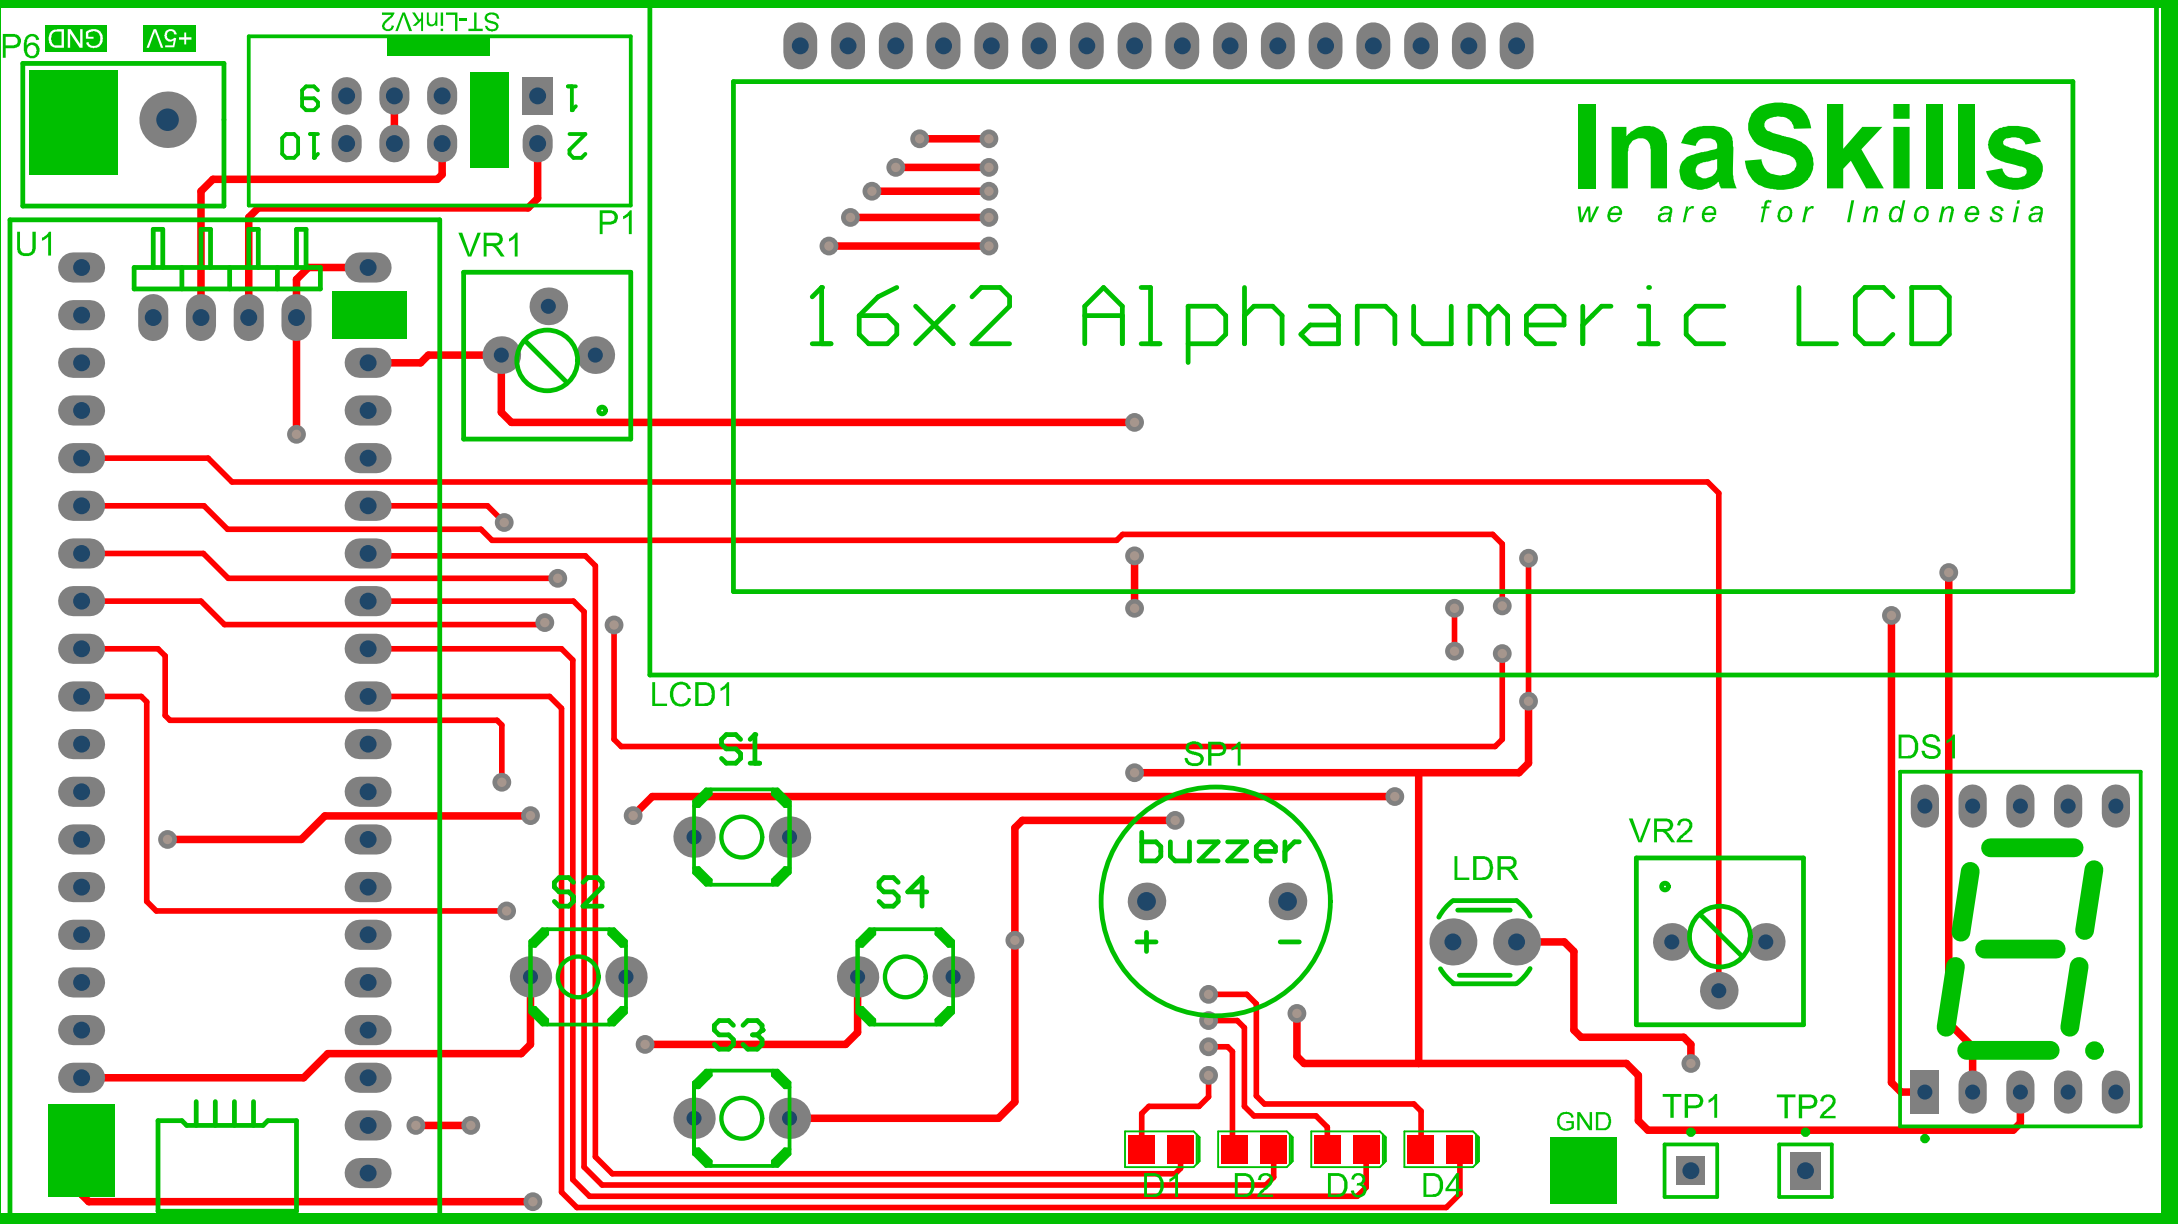 ST-LinkV2
P6 GND +5V
9 1
10 2
P1
U1
VR1
InaSkills
we are for Indonesia
16x2 Alphanumeric LCD
LCD1
S1
SP1
DS1
buzzer
+ −
VR2
LDR
S2
S4
S3
GND
TP1
TP2
D1
D2
D3
D4